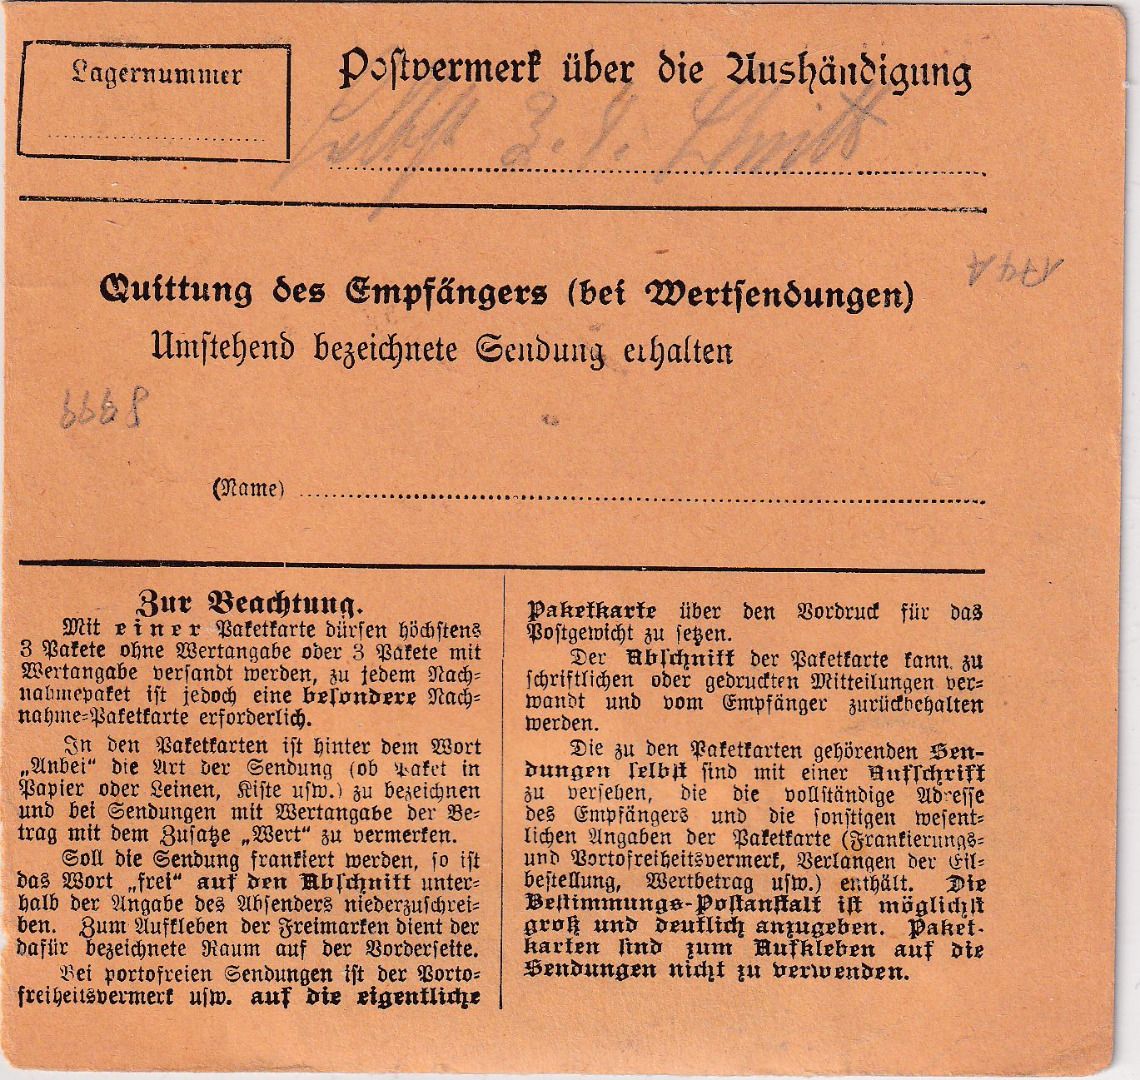 Lagernummer
Postvermerk über die Aushändigung
Selbst 3. 8.
Quittung des Empfängers (bei Wertsendungen)
Umstehend bezeichnete Sendung erhalten
(Name)
Zur Beachtung.
Mit einer Paketkarte dürfen höchstens
3 Pakete ohne Wertangabe oder 3 Pakete mit
Wertangabe versandt werden, zu jedem Nach-
nahmepaket ist jedoch eine besondere Nach-
nahme-Paketkarte erforderlich.
In den Paketkarten ist hinter dem Wort
„Anbei“ die Art der Sendung (ob Paket in
Papier oder Leinen, Kiste usw.) zu bezeichnen
und bei Sendungen mit Wertangabe der Be-
trag mit dem Zusatze „Wert“ zu vermerken.
Soll die Sendung frankiert werden, so ist
das Wort „frei“ auf den Abschnitt unter-
halb der Angabe des Absenders niederzuschrei-
ben. Zum Aufkleben der Freimarken dient der
dafür bezeichnete Raum auf der Vorderseite.
Bei portofreien Sendungen ist der Porto-
freiheitsvermerk usw. auf die eigentliche
Paketkarte über den Vordruck für das
Postgewicht zu setzen.
Der Abschnitt der Paketkarte kann zu
schriftlichen oder gedruckten Mitteilungen ver-
wandt und vom Empfänger zurückbehalten
werden.
Die zu den Paketkarten gehörenden Sen-
dungen selbst sind mit einer Aufschrift
zu versehen, die die vollständige Adresse
des Empfängers und die sonstigen wesent-
lichen Angaben der Paketkarte (Frankierungs-
und Portofreiheitsvermerk, Verlangen der Eil-
bestellung, Wertbetrag usw.) enthält. Die
Bestimmungs-Postanstalt ist möglichst
groß und deutlich anzugeben. Paket-
karten sind zum Aufkleben auf die
Sendungen nicht zu verwenden.